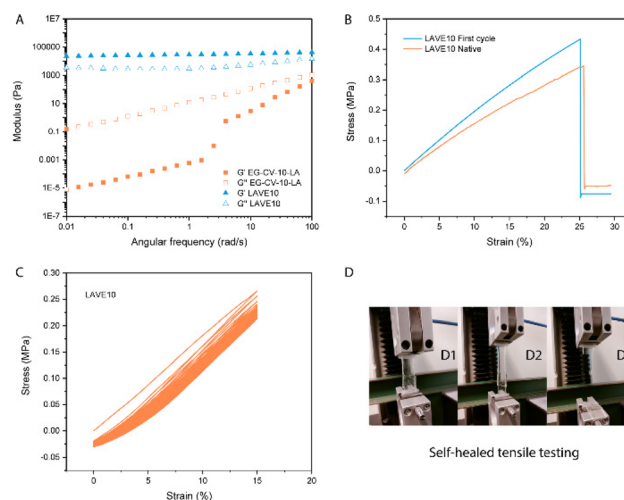 A
Modulus (Pa)
1E7
100000
1000
10
0.1
0.001
1E-5
1E-7
G' EG-CV-10-LA
G'' EG-CV-10-LA
G' LAVE10
G'' LAVE10
0.01
0.1
1
10
100
Angular frequency (rad/s)
B
LAVE10 First cycle
LAVE10 Native
Stress (MPa)
0.5
0.4
0.3
0.2
0.1
0.0
-0.1
0 5 10 15 20 25 30
Strain (%)
C
LAVE10
Stress (MPa)
0.30
0.25
0.20
0.15
0.10
0.05
0.00
-0.05
0 5 10 15 20
Strain (%)
D
D1
D2
D
Self-healed tensile testing